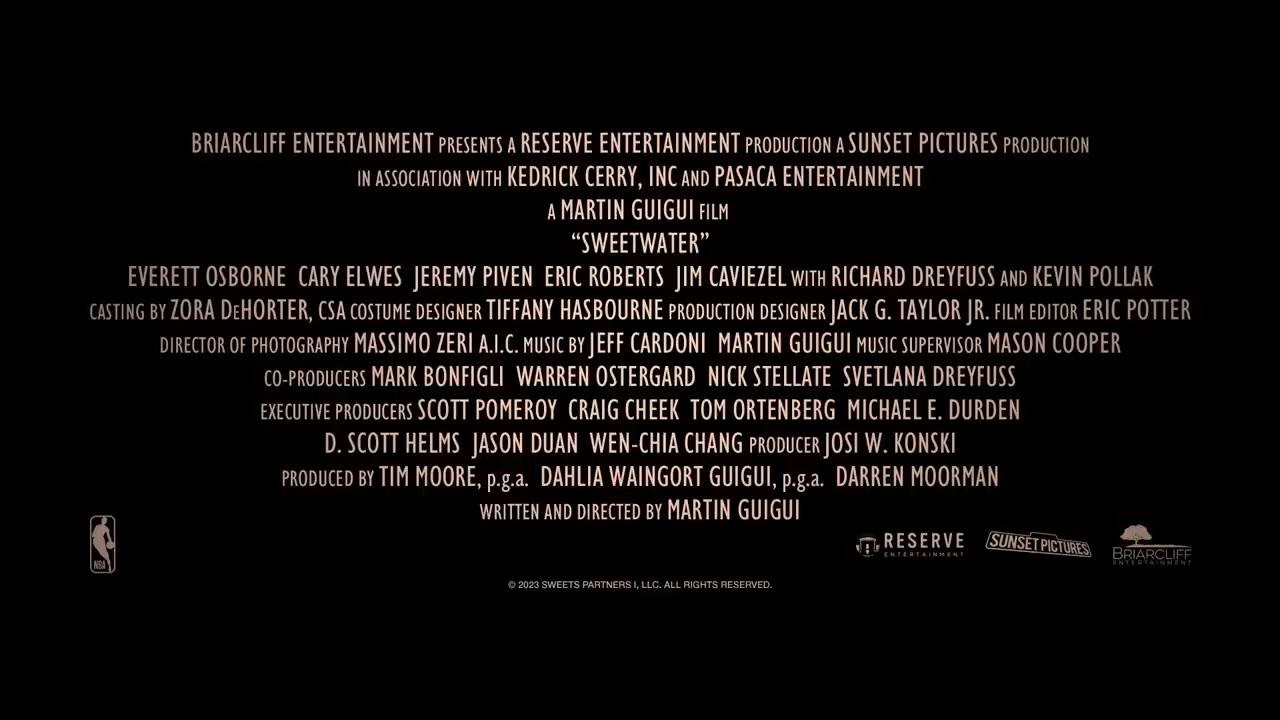 BRIARCLIFF ENTERTAINMENT PRESENTS A RESERVE ENTERTAINMENT PRODUCTION A SUNSET PICTURES PRODUCTION
IN ASSOCIATION WITH KEDRICK CERRY, INC AND PASACA ENTERTAINMENT
A MARTIN GUIGUI FILM
“SWEETWATER”
EVERETT OSBORNE CARY ELWES JEREMY PIVEN ERIC ROBERTS JIM CAVIEZEL WITH RICHARD DREYFUSS AND KEVIN POLLAK
CASTING BY ZORA DeHORTER, CSA COSTUME DESIGNER TIFFANY HASBOURNE PRODUCTION DESIGNER JACK G. TAYLOR JR. FILM EDITOR ERIC POTTER
DIRECTOR OF PHOTOGRAPHY MASSIMO ZERI A.I.C. MUSIC BY JEFF CARDONI MARTIN GUIGUI MUSIC SUPERVISOR MASON COOPER
CO-PRODUCERS MARK BONFIGLI WARREN OSTERGARD NICK STELLATE SVETLANA DREYFUSS
EXECUTIVE PRODUCERS SCOTT POMEROY CRAIG CHEEK TOM ORTENBERG MICHAEL E. DURDEN
D. SCOTT HELMS JASON DUAN WEN-CHIA CHANG PRODUCER JOSI W. KONSKI
PRODUCED BY TIM MOORE, p.g.a. DAHLIA WAINGORT GUIGUI, p.g.a. DARREN MOORMAN
WRITTEN AND DIRECTED BY MARTIN GUIGUI
NBA
RESERVE
ENTERTAINMENT
SUNSET PICTURES
BRIARCLIFF
ENTERTAINMENT
© 2023 SWEETS PARTNERS I, LLC. ALL RIGHTS RESERVED.